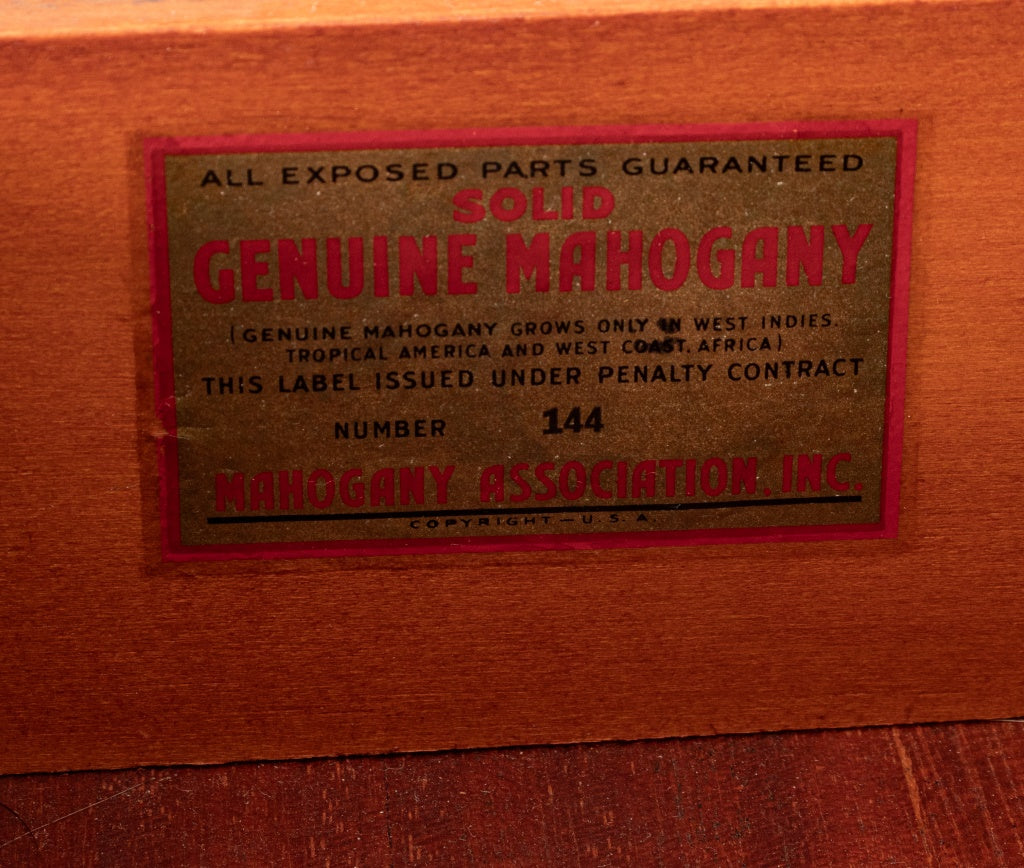 ALL EXPOSED PARTS GUARANTEED
SOLID
GENUINE MAHOGANY
(GENUINE MAHOGANY GROWS ONLY IN WEST INDIES.
TROPICAL AMERICA AND WEST COAST. AFRICA)
THIS LABEL ISSUED UNDER PENALTY CONTRACT
NUMBER 144
MAHOGANY ASSOCIATION. INC.
COPYRIGHT—U.S.A.